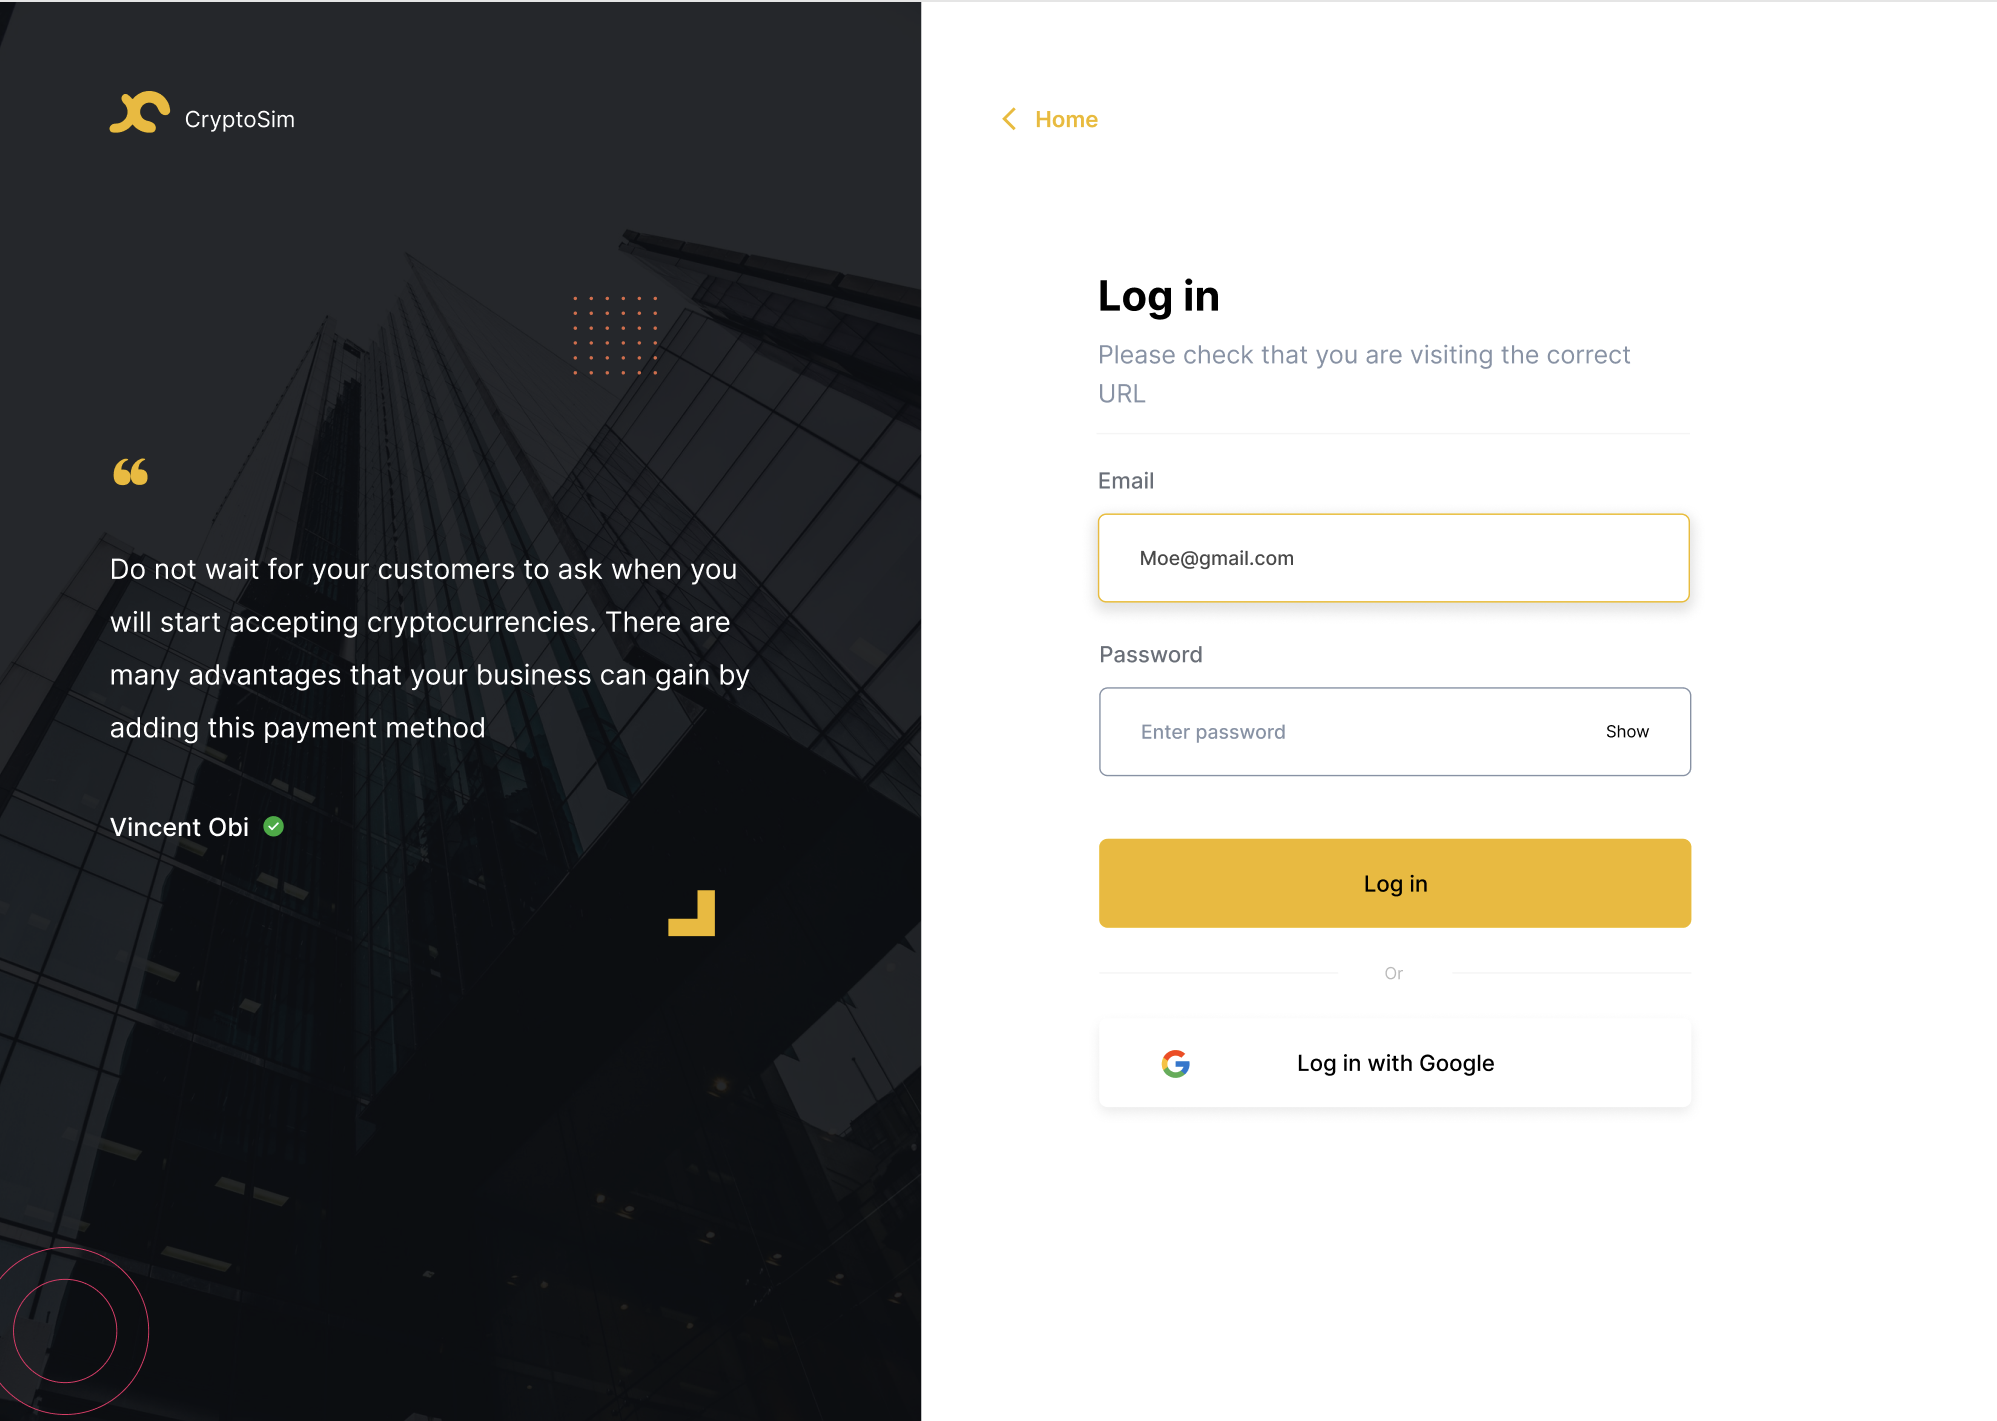 CryptoSim
“
Do not wait for your customers to ask when you
will start accepting cryptocurrencies. There are
many advantages that your business can gain by
adding this payment method
Vincent Obi
Home
Log in
Please check that you are visiting the correct
URL
Email
Moe@gmail.com
Password
Enter password Show
Log in
Or
Log in with Google